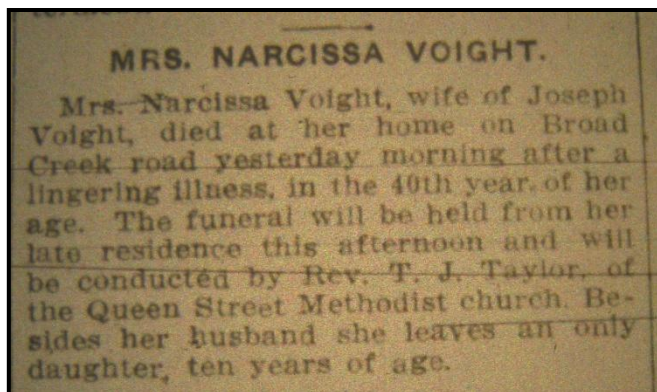 MRS. NARCISSA VOIGHT.
Mrs. Narcissa Voight, wife of Joseph
Voight, died at her home on Broad
Creek road yesterday morning after a
lingering illness, in the 40th year of her
age. The funeral will be held from her
late residence this afternoon and will
be conducted by Rev. T. J. Taylor, of
the Queen Street Methodist church. Be-
sides her husband she leaves an only
daughter, ten years of age.